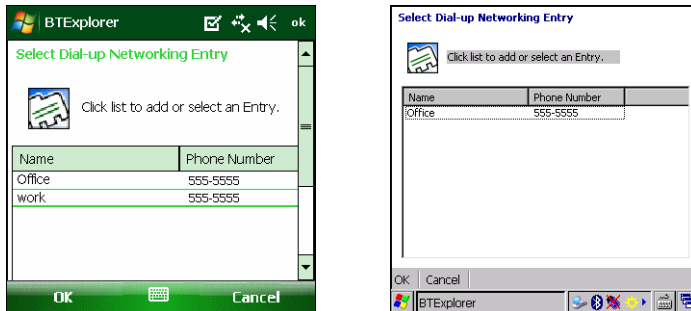 BTExplorer ok
Select Dial-up Networking Entry
Click list to add or select an Entry.
Name Phone Number
Office 555-5555
work 555-5555
OK Cancel
Select Dial-up Networking Entry
Click list to add or select an Entry.
Name Phone Number
Office 555-5555
OK Cancel
BTExplorer